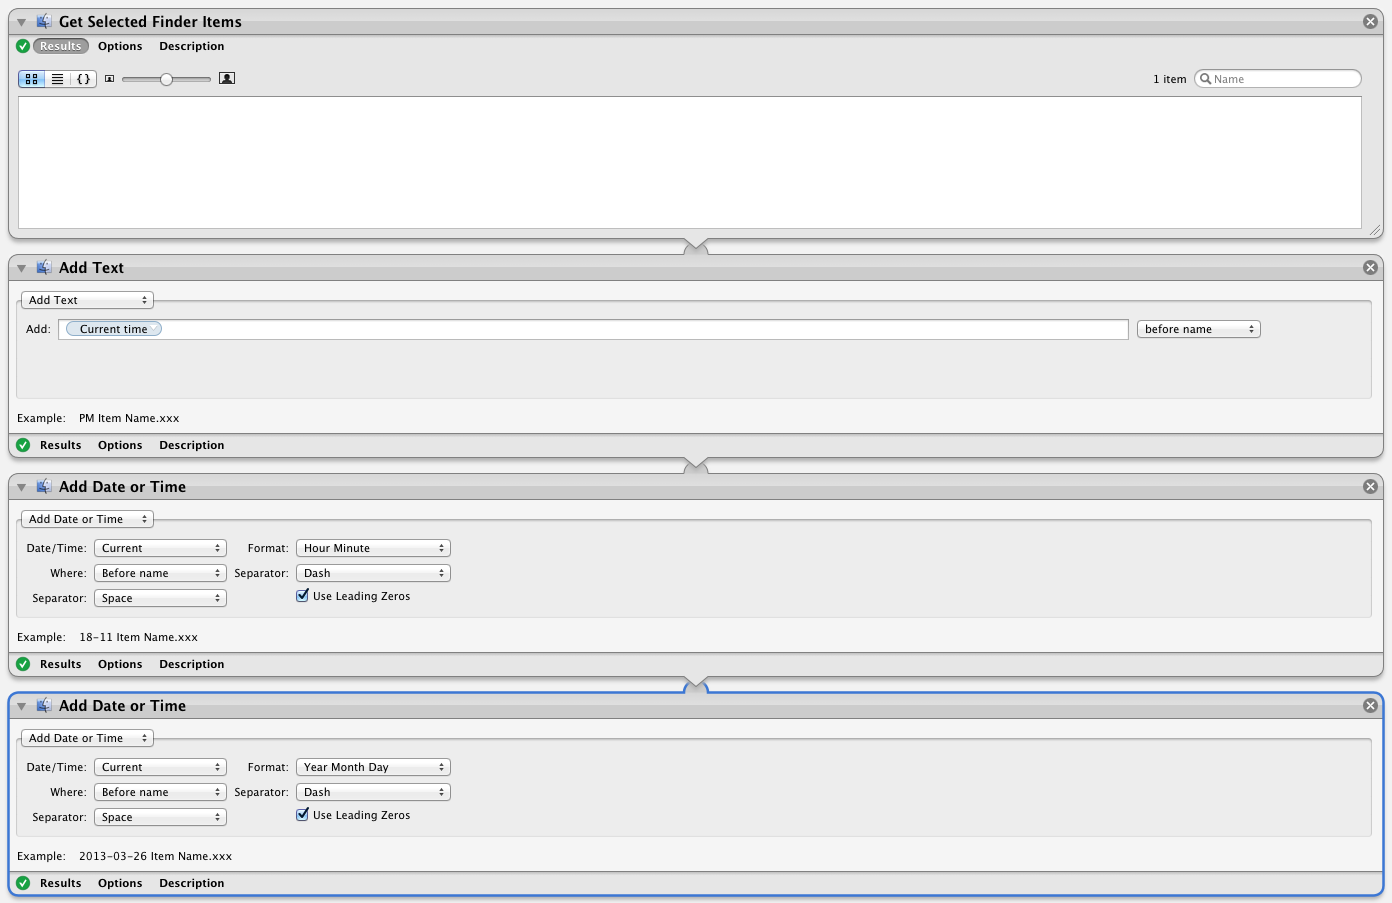 Get Selected Finder Items
Results Options Description
{ } 1 item Name
Add Text
Add Text
Add: Current time before name
Example: PM Item Name.xxx
Results Options Description
Add Date or Time
Add Date or Time
Date/Time: Current Format: Hour Minute
Where: Before name Separator: Dash
Separator: Space Use Leading Zeros
Example: 18-11 Item Name.xxx
Results Options Description
Add Date or Time
Add Date or Time
Date/Time: Current Format: Year Month Day
Where: Before name Separator: Dash
Separator: Space Use Leading Zeros
Example: 2013-03-26 Item Name.xxx
Results Options Description